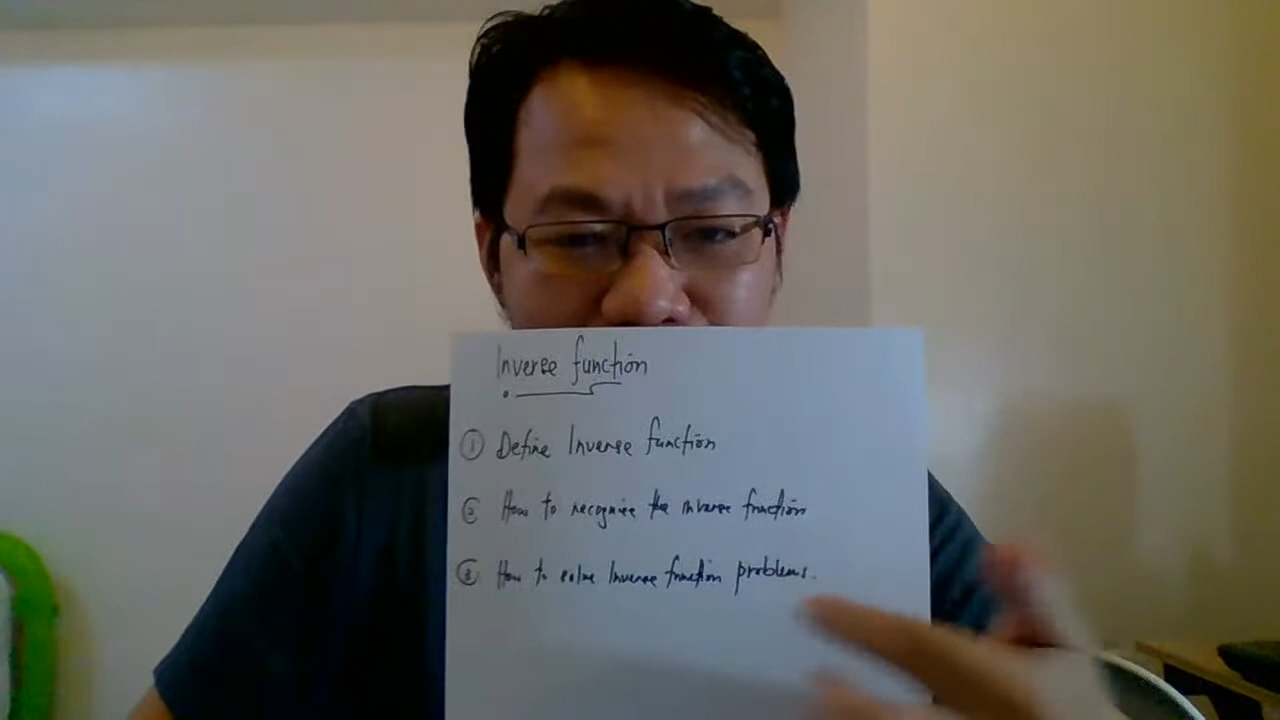 Inverse function
① Define Inverse function
② How to recognise the inverse function
③ How to solve Inverse function problems.